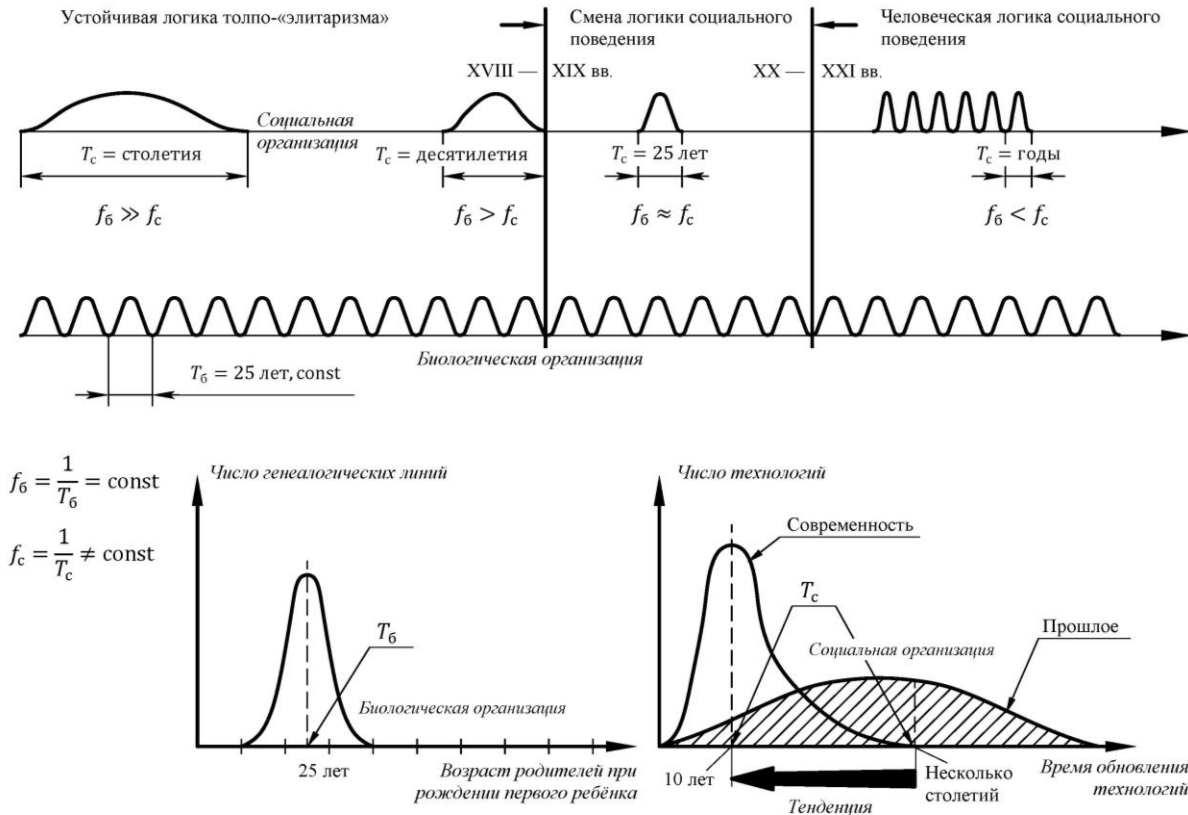 Устойчивая логика толпо-«элитаризма»
Смена логики социального
поведения
Человеческая логика социального
поведения
XVIII —
XIX вв.
XX —
XXI вв.
Социальная
организация
Tс = столетия
Tс = десятилетия
Tс = 25 лет
Tс = годы
fб ≫ fс
fб > fс
fб ≈ fс
fб < fс
Биологическая организация
Tб = 25 лет, const
fб = 1/Tб = const
fс = 1/Tс ≠ const
Число генеалогических линий
Tб
Биологическая организация
25 лет
Возраст родителей при
рождении первого ребёнка
Число технологий
Современность
Tс
Социальная организация
Прошлое
10 лет
Несколько
столетий
Тенденция
Время обновления
технологий